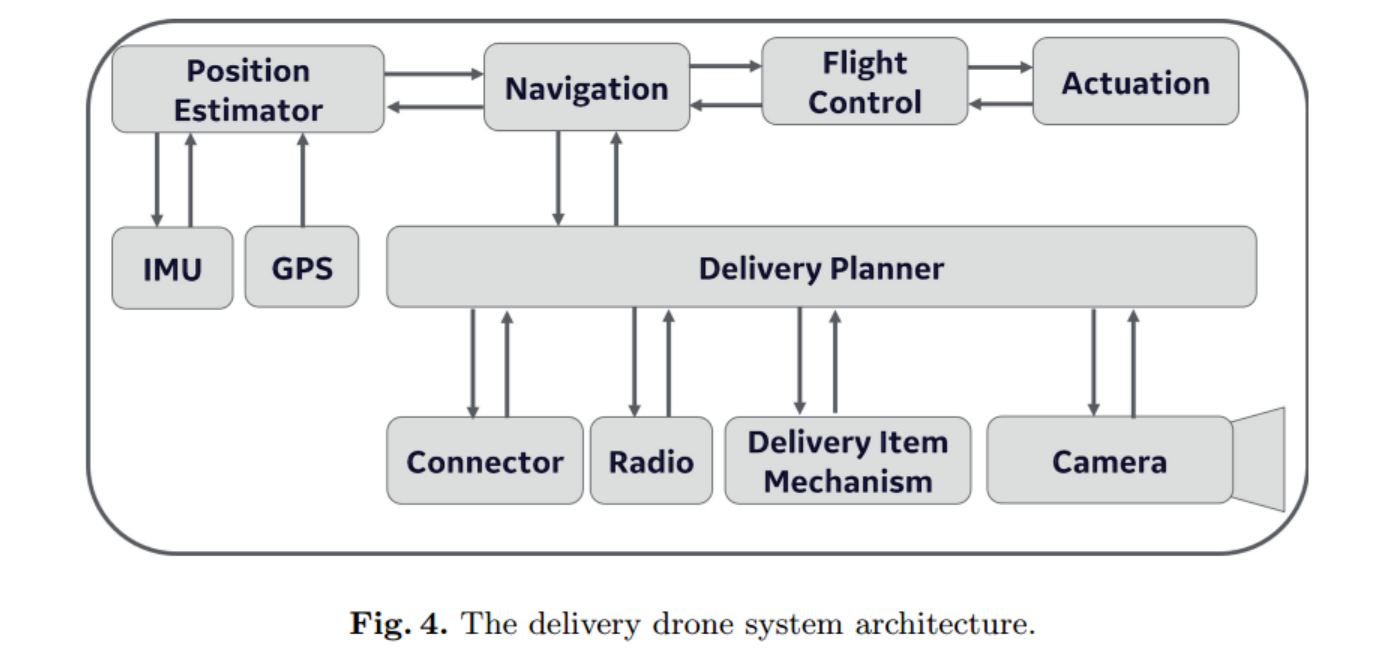 Position
Estimator
Navigation
Flight
Control
Actuation
IMU
GPS
Delivery Planner
Connector
Radio
Delivery Item
Mechanism
Camera
Fig. 4. The delivery drone system architecture.